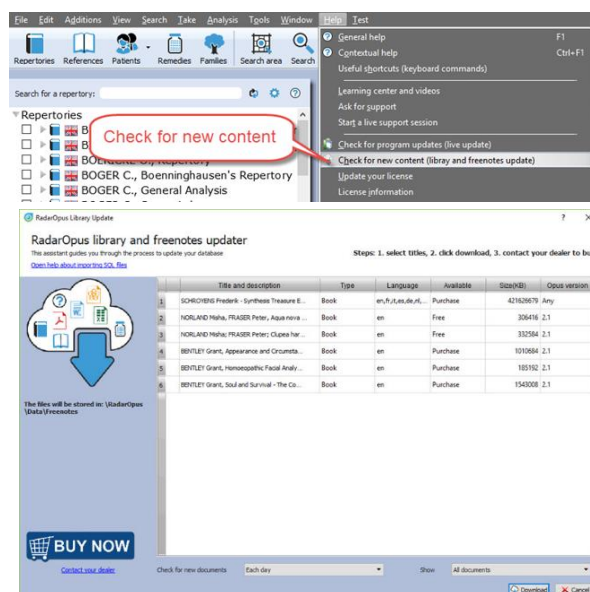 File Edit Additions View Search Take Analysis Tools Window Help Test
Repertories References Patients Remedies Families Search area Search
Search for a repertory:
Repertories
BOERICKE O., Repertory
BOGER C., Boenninghausen's Repertory
BOGER C., General Analysis
Check for new content
General help F1
Contextual help Ctrl+F1
Useful shortcuts (keyboard commands)
Learning center and videos
Ask for support
Start a live support session
Check for program updates (live update)
Check for new content (libray and freenotes update)
Update your license
License information
RadarOpus Library Update ? X
RadarOpus library and freenotes updater
This assistant guides you through the process to update your database
Steps: 1. select titles, 2. click download, 3. contact your dealer to bu
Open help about importing SQL files
Title and description Type Language Available Size(KB) Opus version
1 SCHROYENS Frederik - Synthesis Treasure E... Book en,fr,it,es,de,nl,... Purchase 421626679 Any
2 NORLAND Misha, FRASER Peter, Aqua nova ... Book en Free 306416 2.1
3 NORLAND Misha; FRASER Peter; Clupea har... Book en Free 332584 2.1
4 BENTLEY Grant, Appearance and Circumsta... Book en Purchase 1010684 2.1
5 BENTLEY Grant, Homoeopathic Facial Analy... Book en Purchase 185192 2.1
6 BENTLEY Grant, Soul and Survival - The Co... Book en Purchase 1543008 2.1
The files will be stored in: \RadarOpus
\Data\Freenotes
BUY NOW
Contact your dealer
Check for new documents Each day Show All documents
Download Cancel